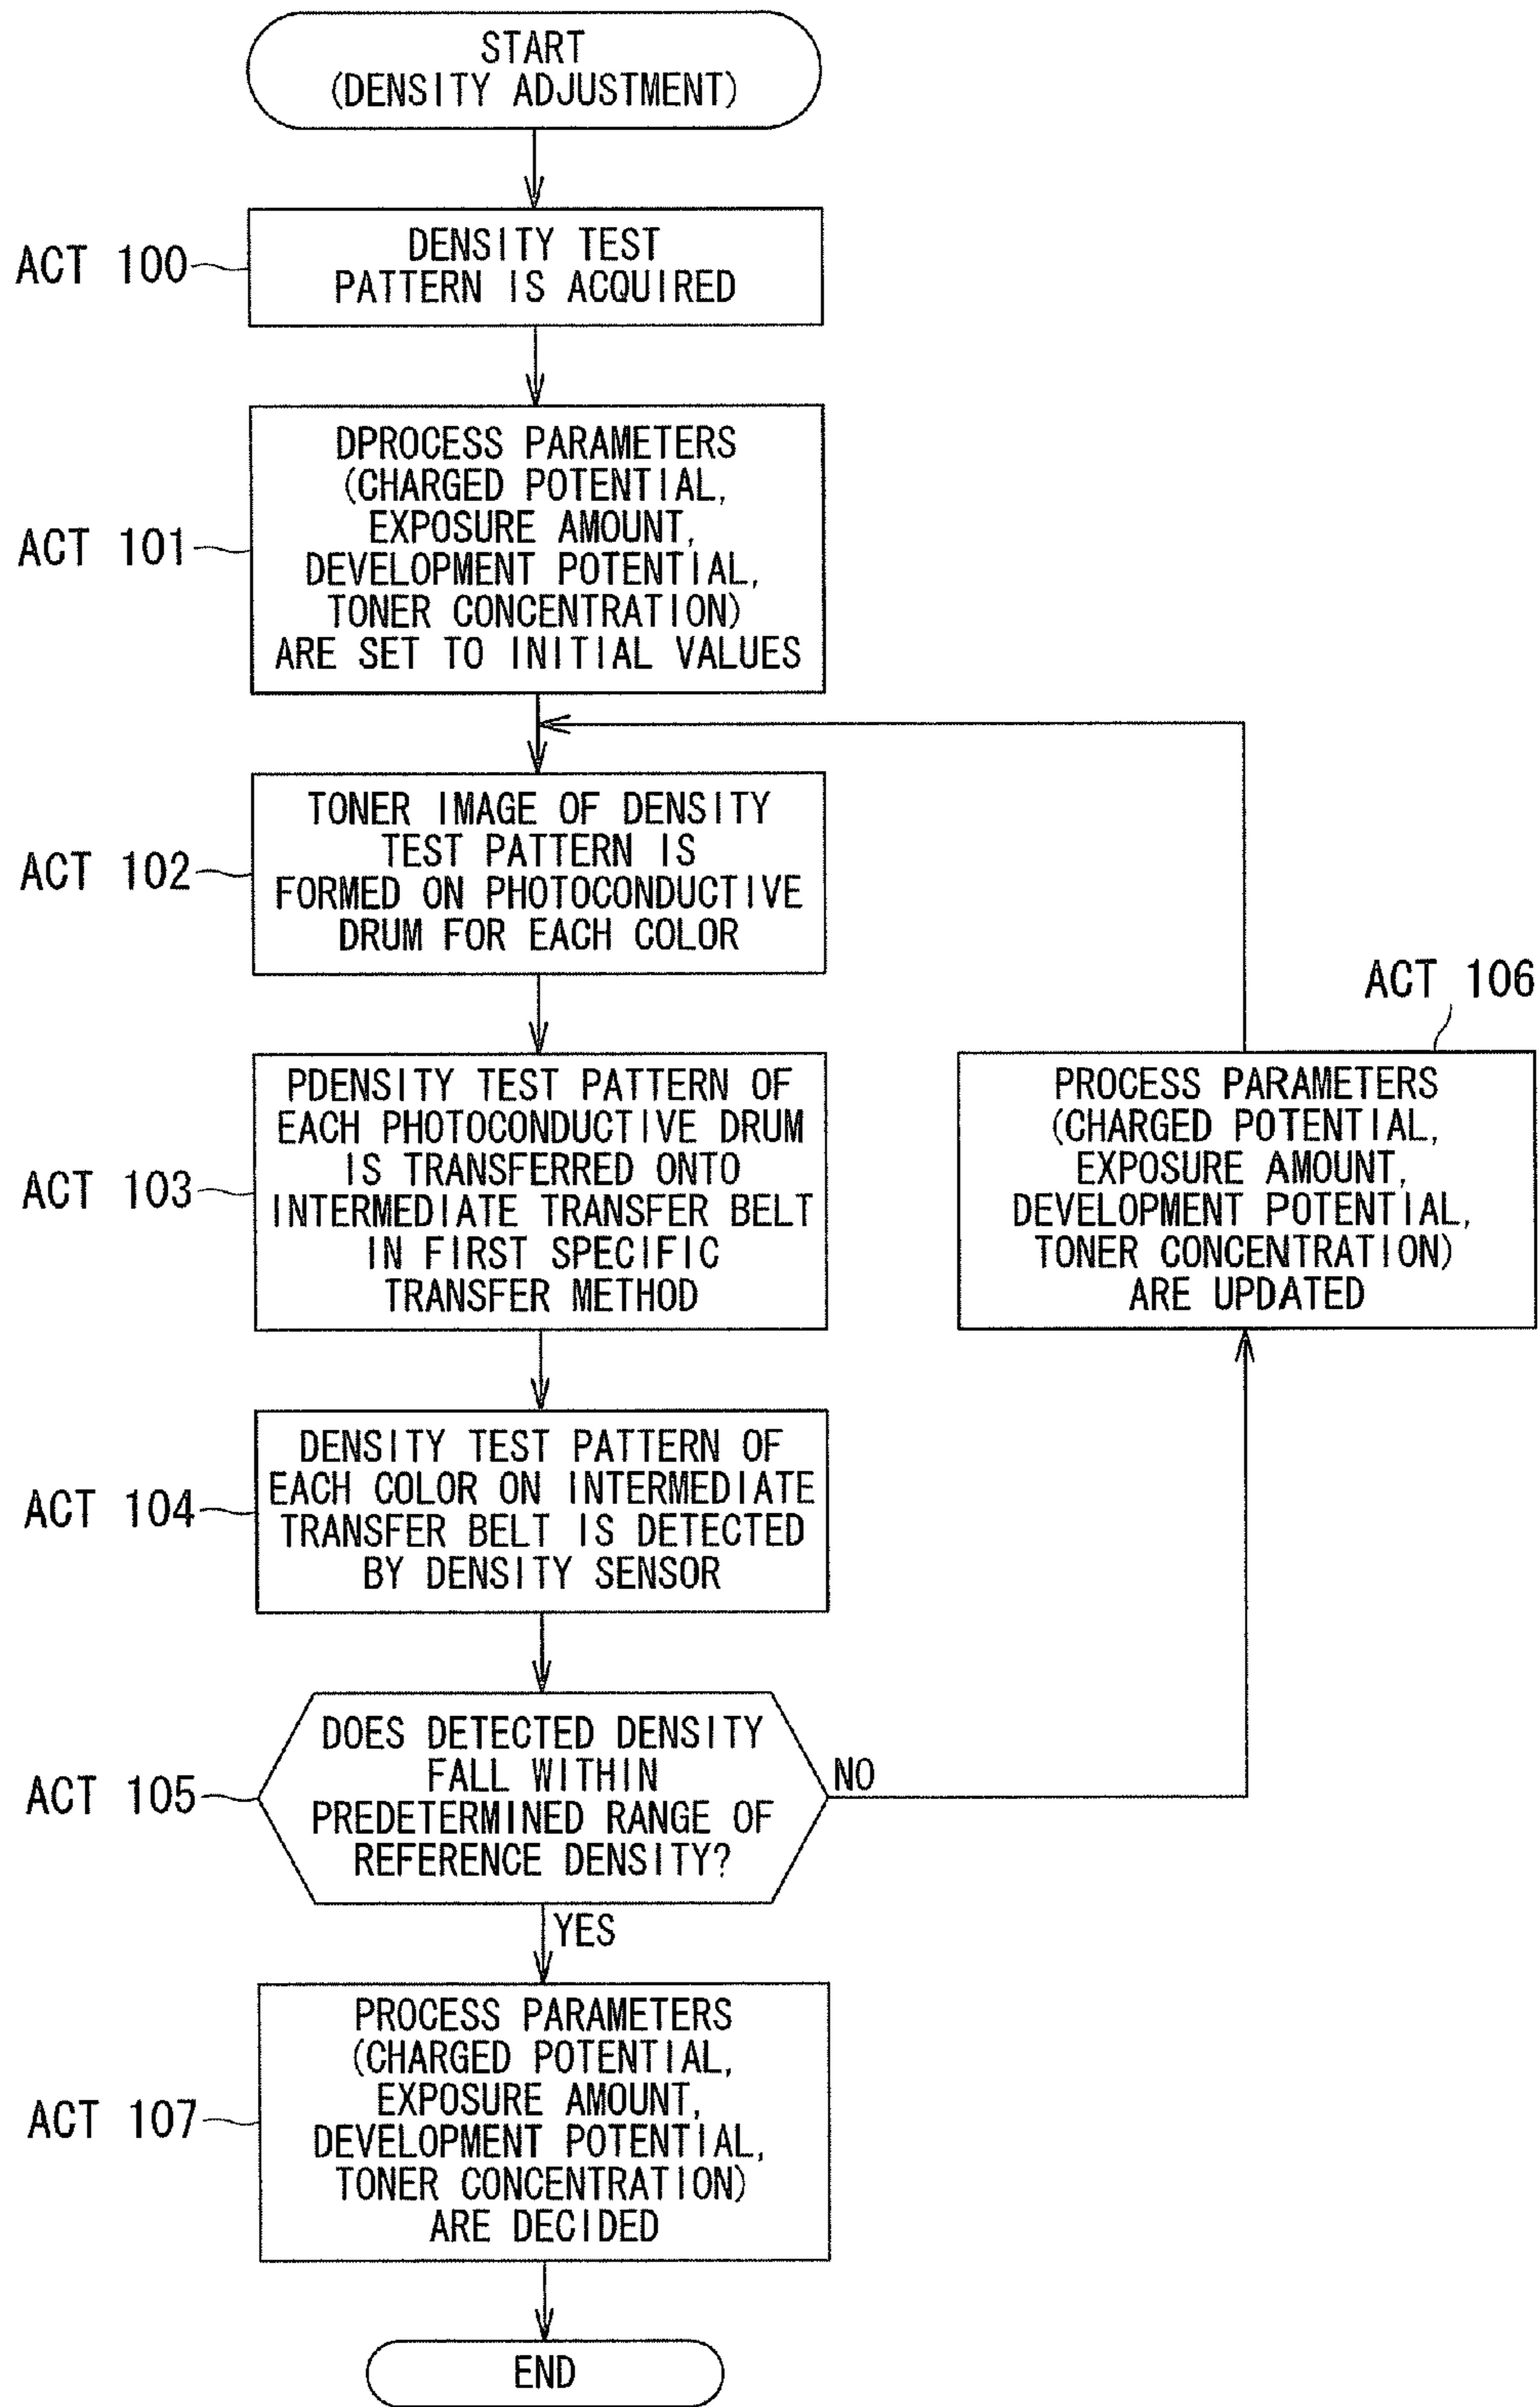 START
(DENSITY ADJUSTMENT)
ACT 100
DENSITY TEST
PATTERN IS ACQUIRED
ACT 101
DPROCESS PARAMETERS
(CHARGED POTENTIAL,
EXPOSURE AMOUNT,
DEVELOPMENT POTENTIAL,
TONER CONCENTRATION)
ARE SET TO INITIAL VALUES
ACT 102
TONER IMAGE OF DENSITY
TEST PATTERN IS
FORMED ON PHOTOCONDUCTIVE
DRUM FOR EACH COLOR
ACT 103
PDENSITY TEST PATTERN OF
EACH PHOTOCONDUCTIVE DRUM
IS TRANSFERRED ONTO
INTERMEDIATE TRANSFER BELT
IN FIRST SPECIFIC
TRANSFER METHOD
ACT 106
PROCESS PARAMETERS
(CHARGED POTENTIAL,
EXPOSURE AMOUNT,
DEVELOPMENT POTENTIAL,
TONER CONCENTRATION)
ARE UPDATED
ACT 104
DENSITY TEST PATTERN OF
EACH COLOR ON INTERMEDIATE
TRANSFER BELT IS DETECTED
BY DENSITY SENSOR
ACT 105
DOES DETECTED DENSITY
FALL WITHIN
PREDETERMINED RANGE OF
REFERENCE DENSITY?
NO
YES
ACT 107
PROCESS PARAMETERS
(CHARGED POTENTIAL,
EXPOSURE AMOUNT,
DEVELOPMENT POTENTIAL,
TONER CONCENTRATION)
ARE DECIDED
END